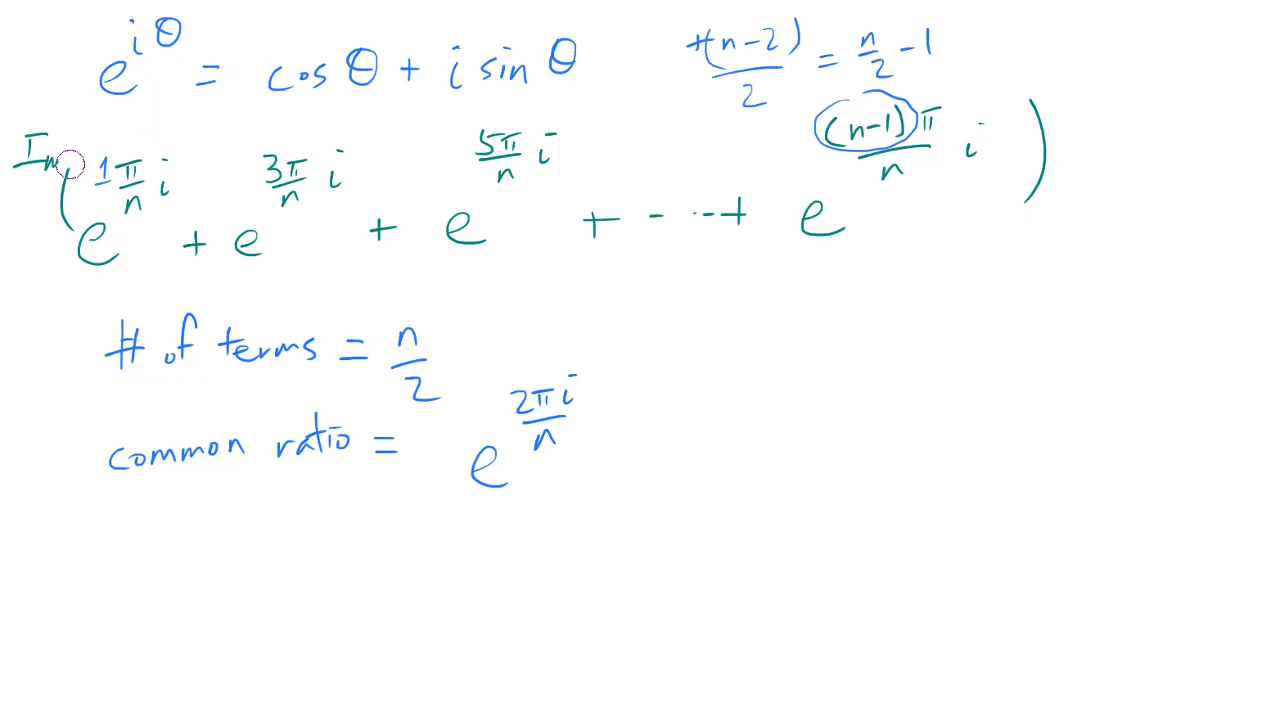 e^{iθ} = cos θ + i sin θ
+(n-2)/2 = n/2 - 1
Im( e^{1π/n i} + e^{3π/n i} + e^{5π/n i} + - ··+ e^{(n-1)π/n i} )
# of terms = n/2
common ratio = e^{2πi/n}